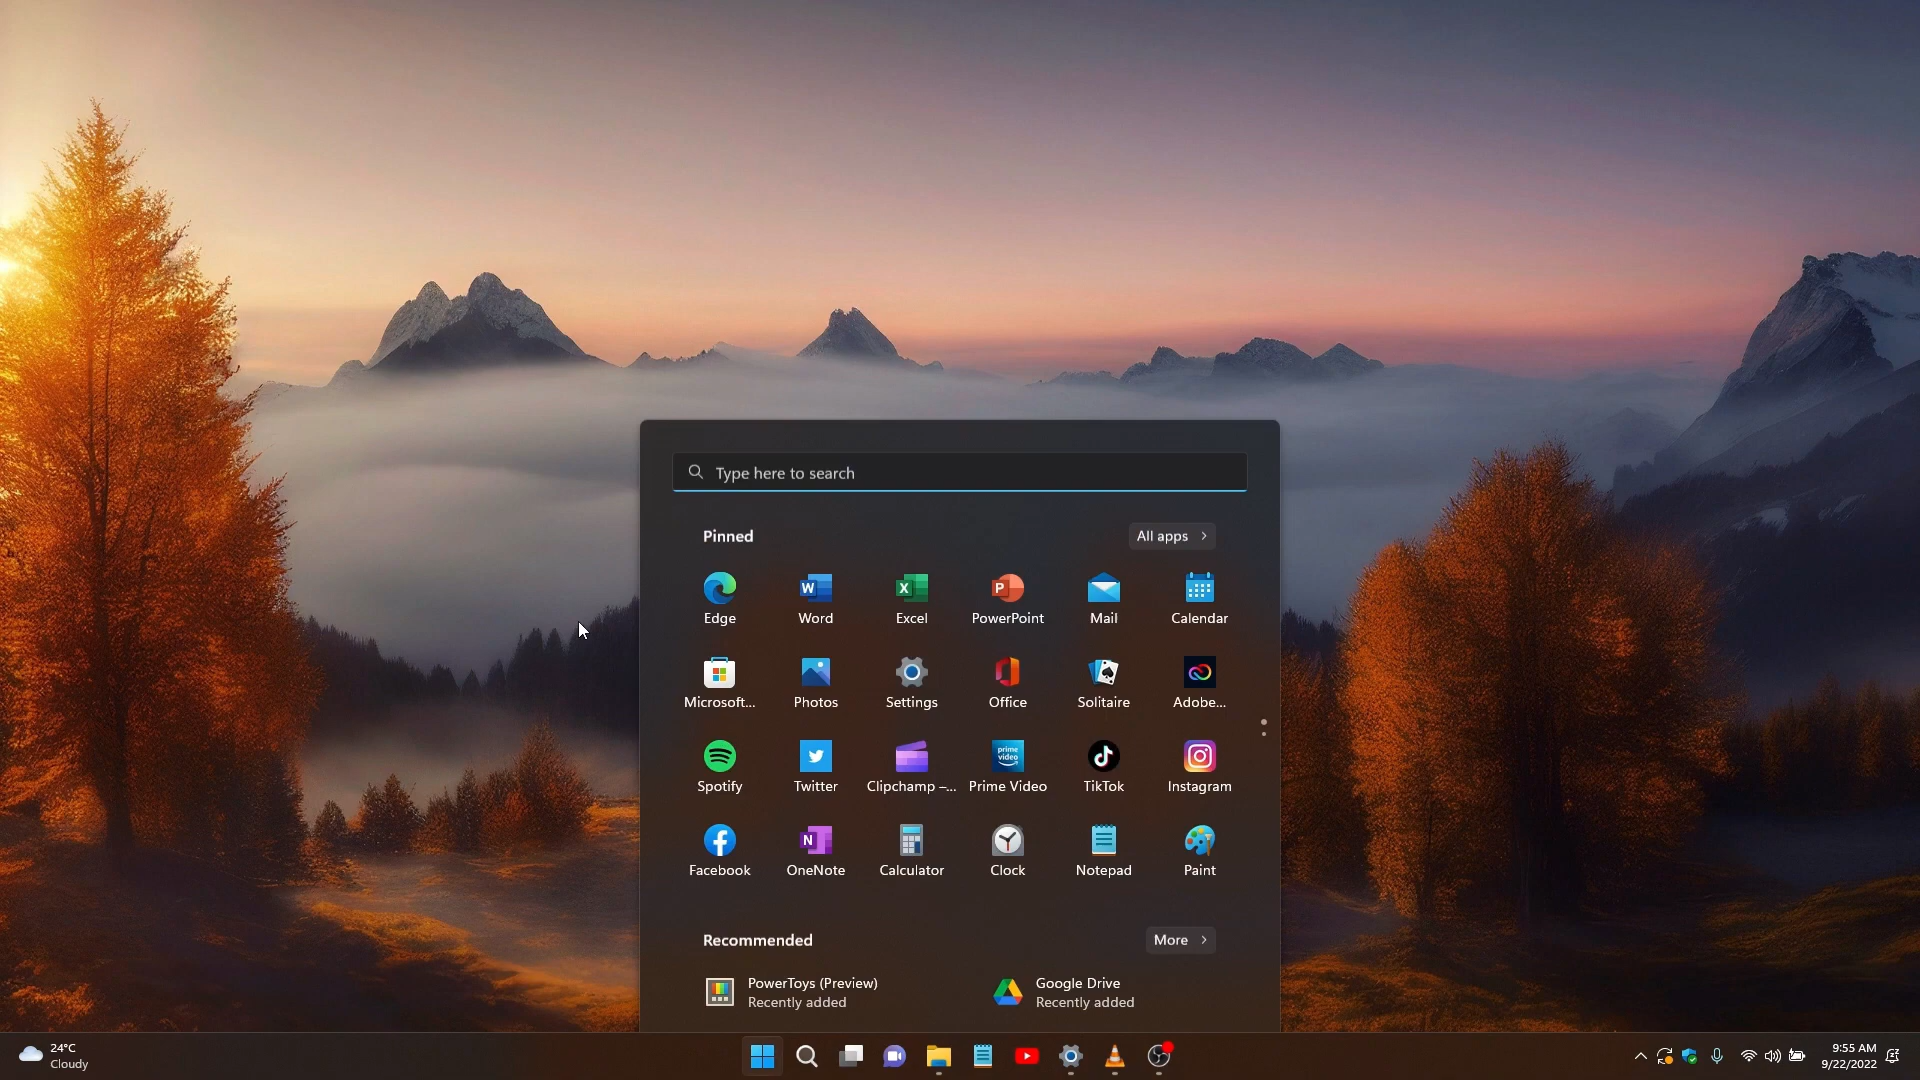 Type here to search
Pinned
All apps
Edge
Word
Excel
PowerPoint
Mail
Calendar
Microsoft...
Photos
Settings
Office
Solitaire
Adobe...
Spotify
Twitter
Clipchamp –...
prime
video
Prime Video
TikTok
Instagram
Facebook
OneNote
Calculator
Clock
Notepad
Paint
Recommended
More
PowerToys (Preview)
Recently added
Google Drive
Recently added
24°C
Cloudy
9:55 AM
9/22/2022